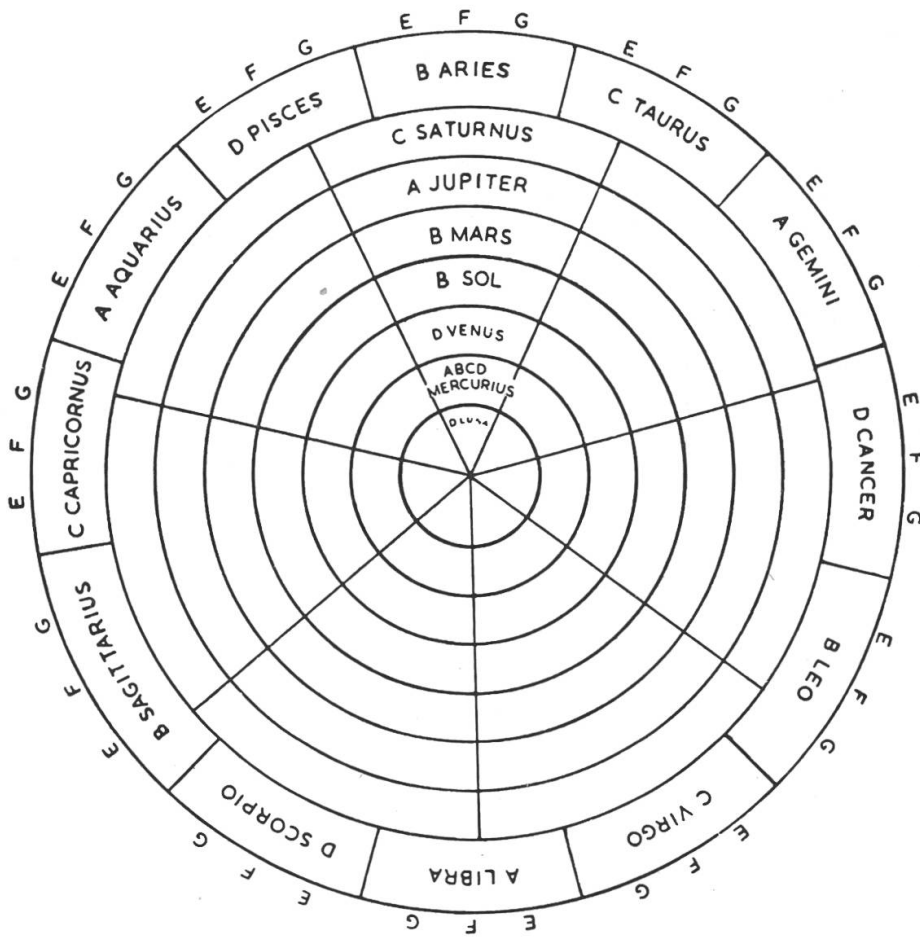 E F G
B ARIES
E F G
C TAURUS
E F G
A GEMINI
E F G
D CANCER
E F G
B LEO
E F G
C VIRGO
E F G
A LIBRA
E F G
D SCORPIO
E F G
B SAGITTARIUS
E F G
C CAPRICORNUS
E F G
A AQUARIUS
E F G
D PISCES
C SATURNUS
A JUPITER
B MARS
B SOL
D VENUS
ABCD
MERCURIUS
D LUNA